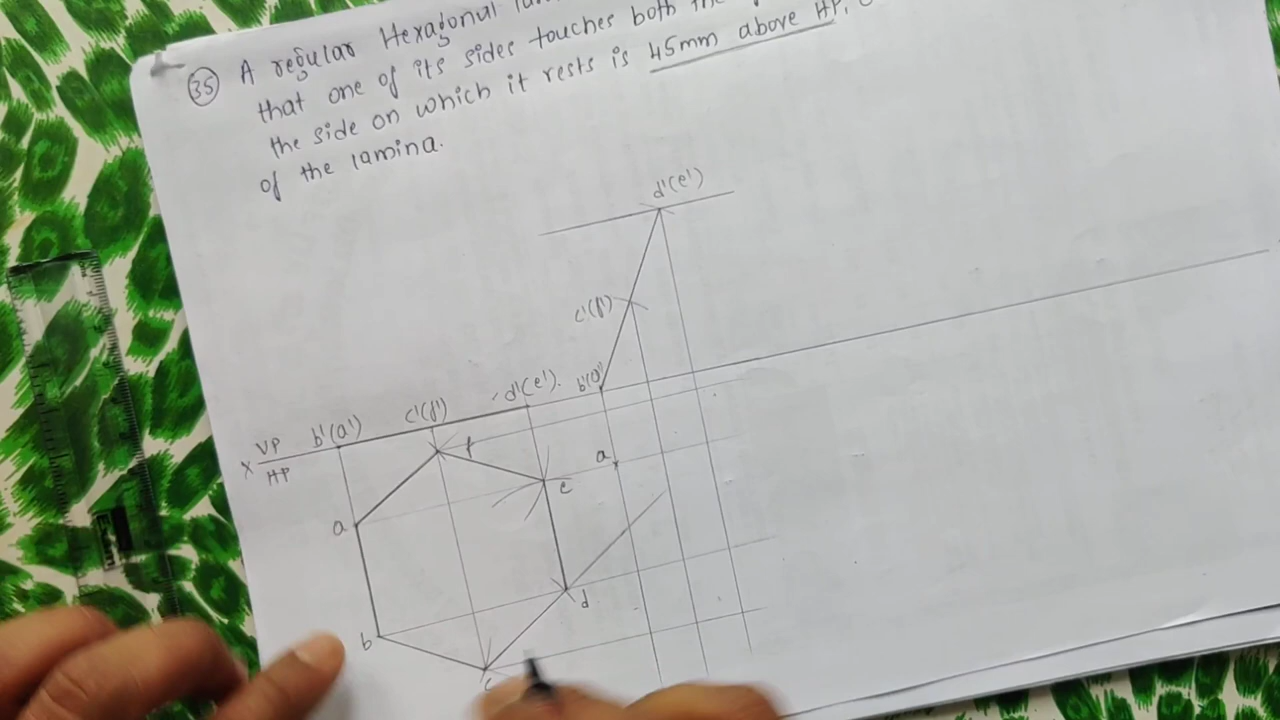 35 A regular Hexagonal
that one of its sides touches both the
the side on which it rests is 45mm above HP,
of the lamina.
d'(e')
c'(f')
X VP b'(a') c'(f') d'(e').
HP
f
a
e
a
d
b
c